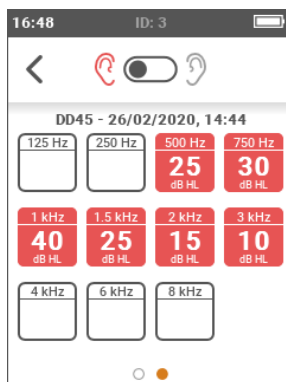 16:48 ID: 3
DD45 - 26/02/2020, 14:44
125 Hz 250 Hz 500 Hz 750 Hz
25 30
dB HL dB HL
1 kHz 1.5 kHz 2 kHz 3 kHz
40 25 15 10
dB HL dB HL dB HL dB HL
4 kHz 6 kHz 8 kHz